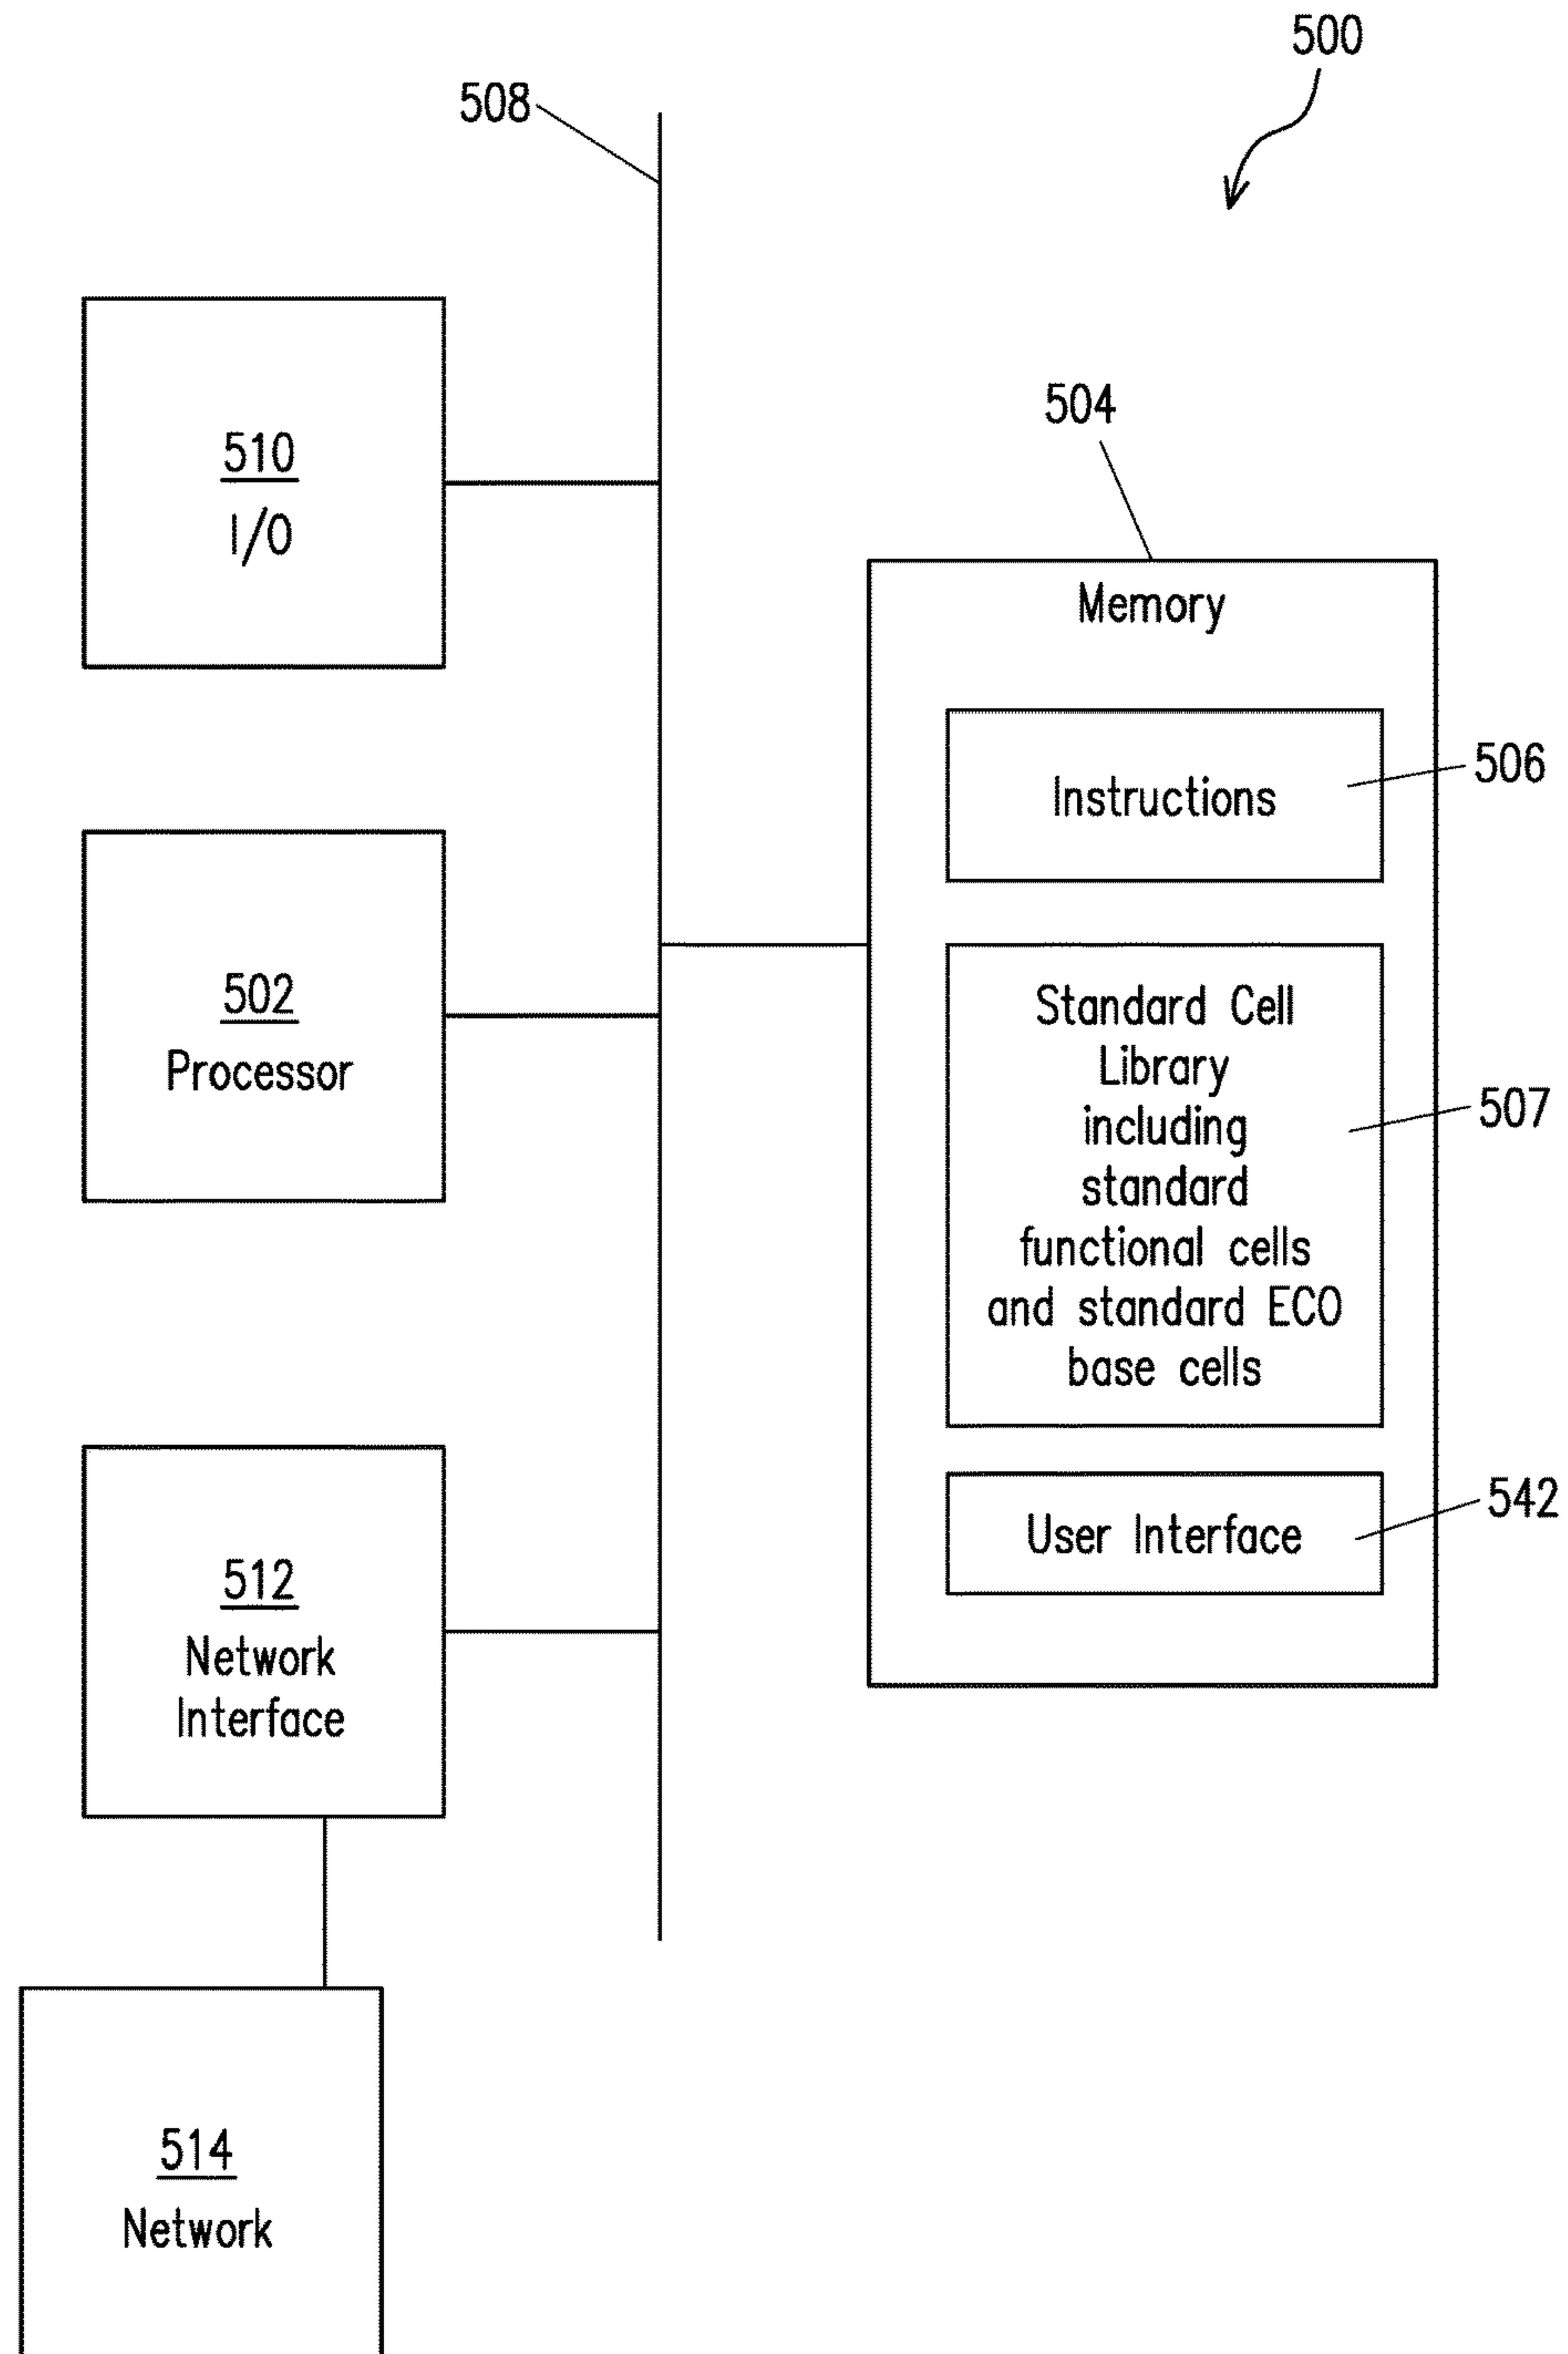 500
508
510
I/O
504
Memory
Instructions
506
502
Processor
Standard Cell
Library
including
standard
functional cells
and standard ECO
base cells
507
512
Network
Interface
User Interface
542
514
Network